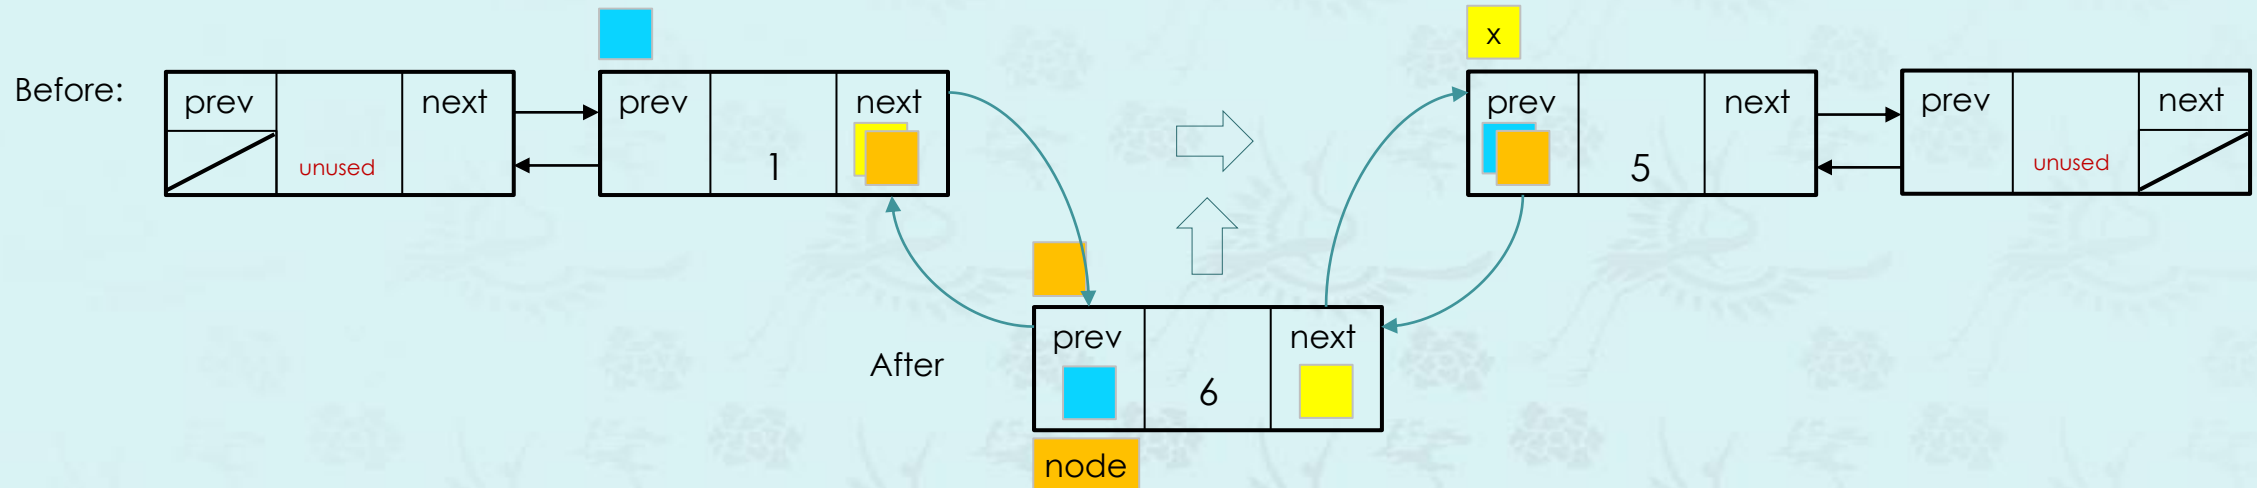 x
Before:
prev next prev next prev next prev next
unused 1 5 unused
prev next
After
6
node